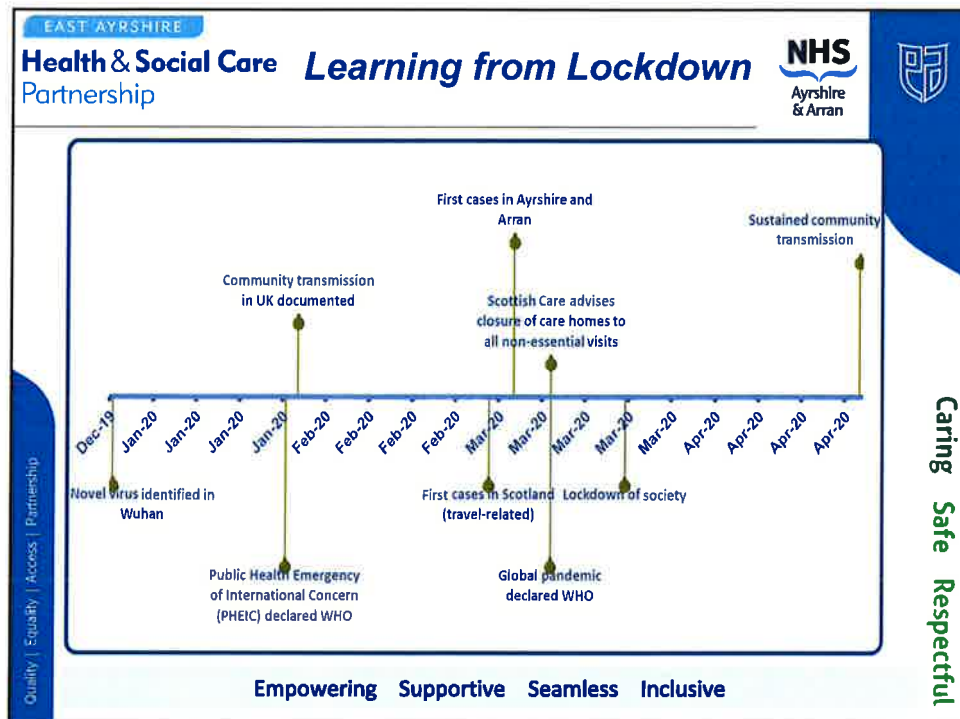 EAST AYRSHIRE
Health & Social Care
Partnership
Learning from Lockdown
NHS
Ayrshire
& Arran
First cases in Ayrshire and
Arran
Sustained community
transmission
Community transmission
in UK documented
Scottish Care advises
closure of care homes to
all non-essential visits
Dec-19
Jan-20
Jan-20
Jan-20
Jan-20
Feb-20
Feb-20
Feb-20
Feb-20
Mar-20
Mar-20
Mar-20
Mar-20
Mar-20
Apr-20
Apr-20
Apr-20
Apr-20
Novel virus identified in
Wuhan
First cases in Scotland
(travel-related)
Lockdown of society
Public Health Emergency
of International Concern
(PHEIC) declared WHO
Global pandemic
declared WHO
Quality | Equality | Access | Partnership
Caring Safe Respectful
Empowering Supportive Seamless Inclusive